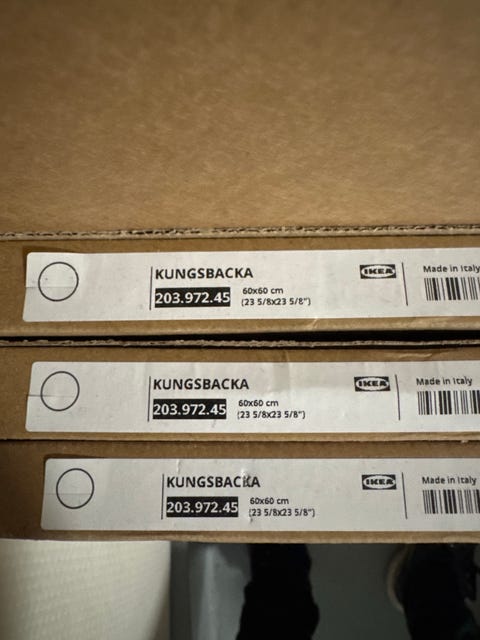 KUNGSBACKA
203.972.45
60x60 cm
(23 5/8x23 5/8")
IKEA
Made in Italy
KUNGSBACKA
203.972.45
60x60 cm
(23 5/8x23 5/8")
IKEA
Made in Italy
KUNGSBACKA
203.972.45
60x60 cm
(23 5/8x23 5/8")
IKEA
Made in Italy